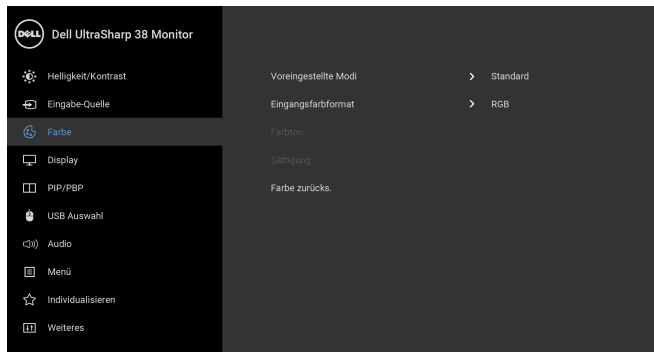 DELL Dell UltraSharp 38 Monitor
Helligkeit/Kontrast Voreingestellte Modi Standard
Eingabe-Quelle Eingangsfarbformat RGB
Farbe Farbton
Display Sättigung
PIP/PBP Farbe zurücks.
USB Auswahl
Audio
Menü
Individualisieren
Weiteres